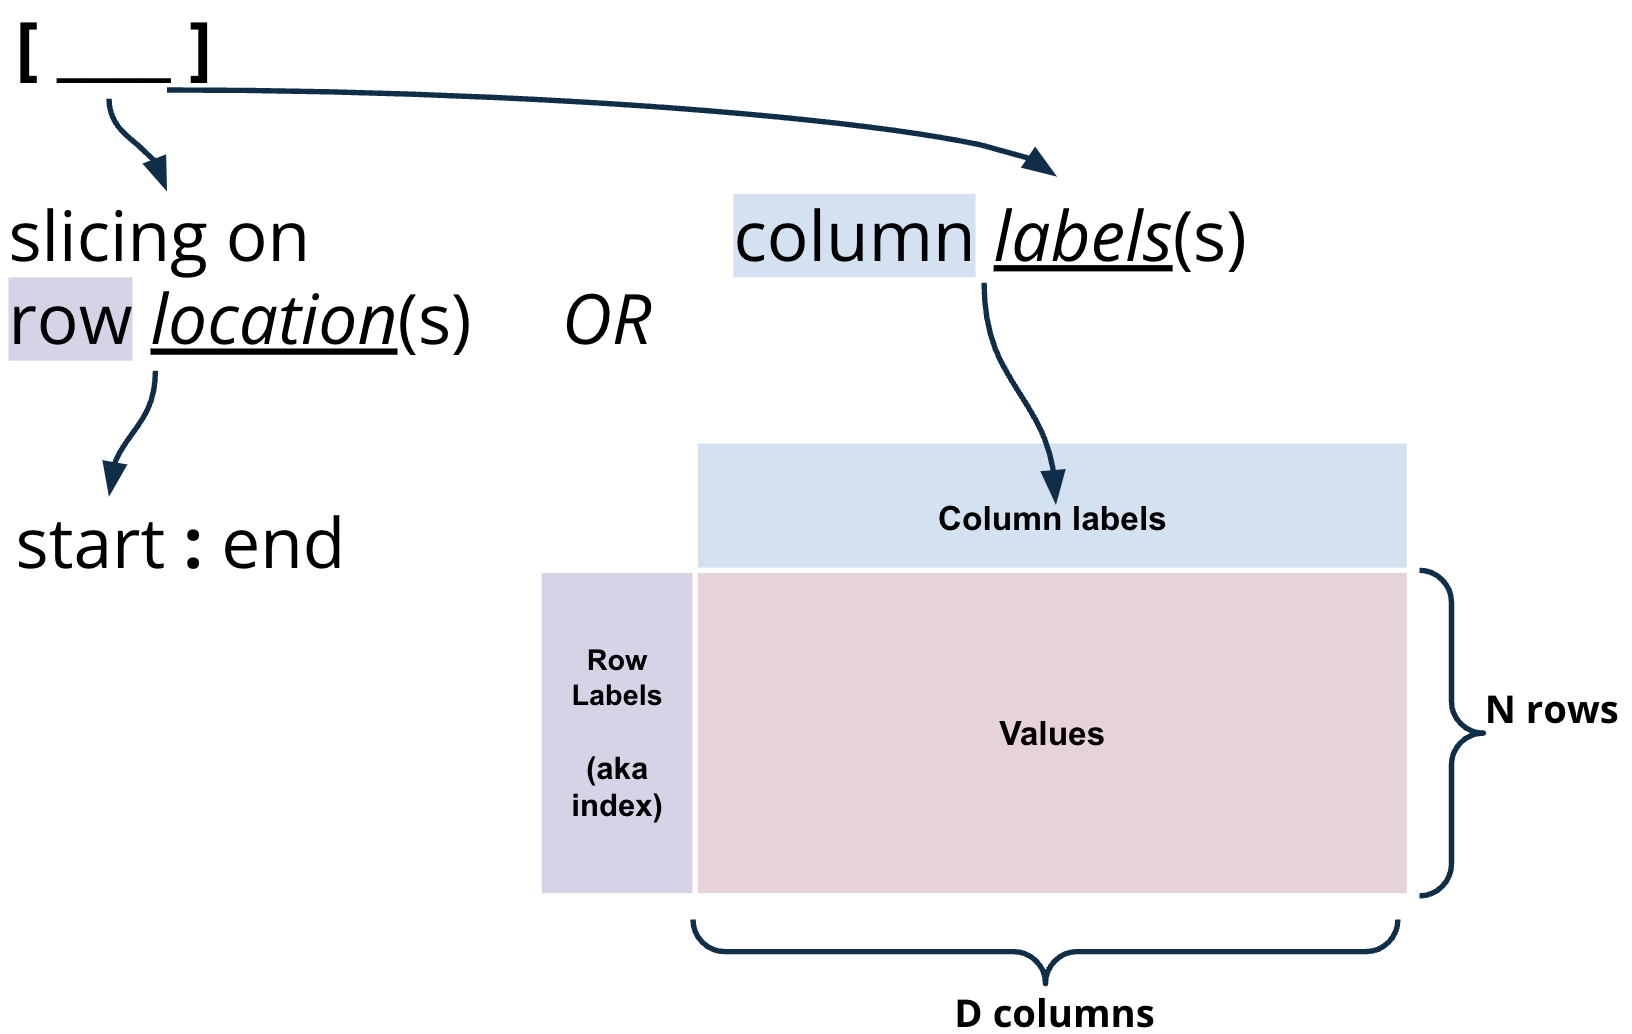 [ ____ ]
slicing on
row location(s)
OR
column labels(s)
start : end
Column labels
Row
Labels
(aka
index)
Values
N rows
D columns